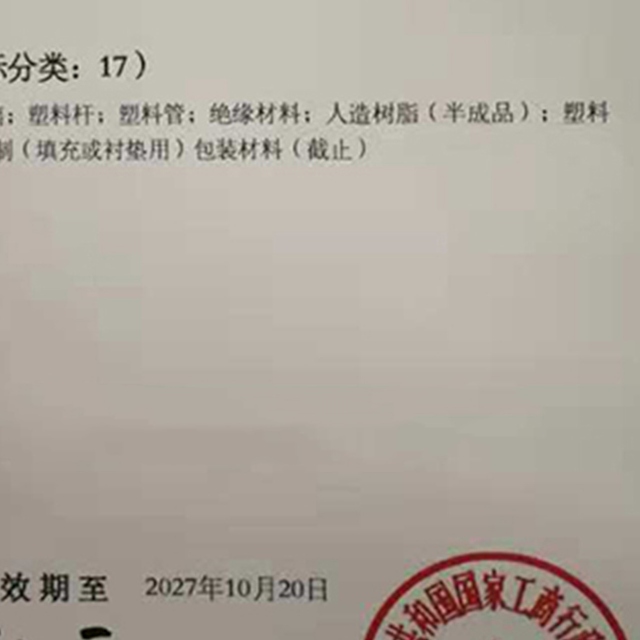 分类：17）
；塑料杆；塑料管；绝缘材料；人造树脂（半成品）；塑料
制（填充或衬垫用）包装材料（截止）
效期至 2027年10月20日
共和国国家工商行政